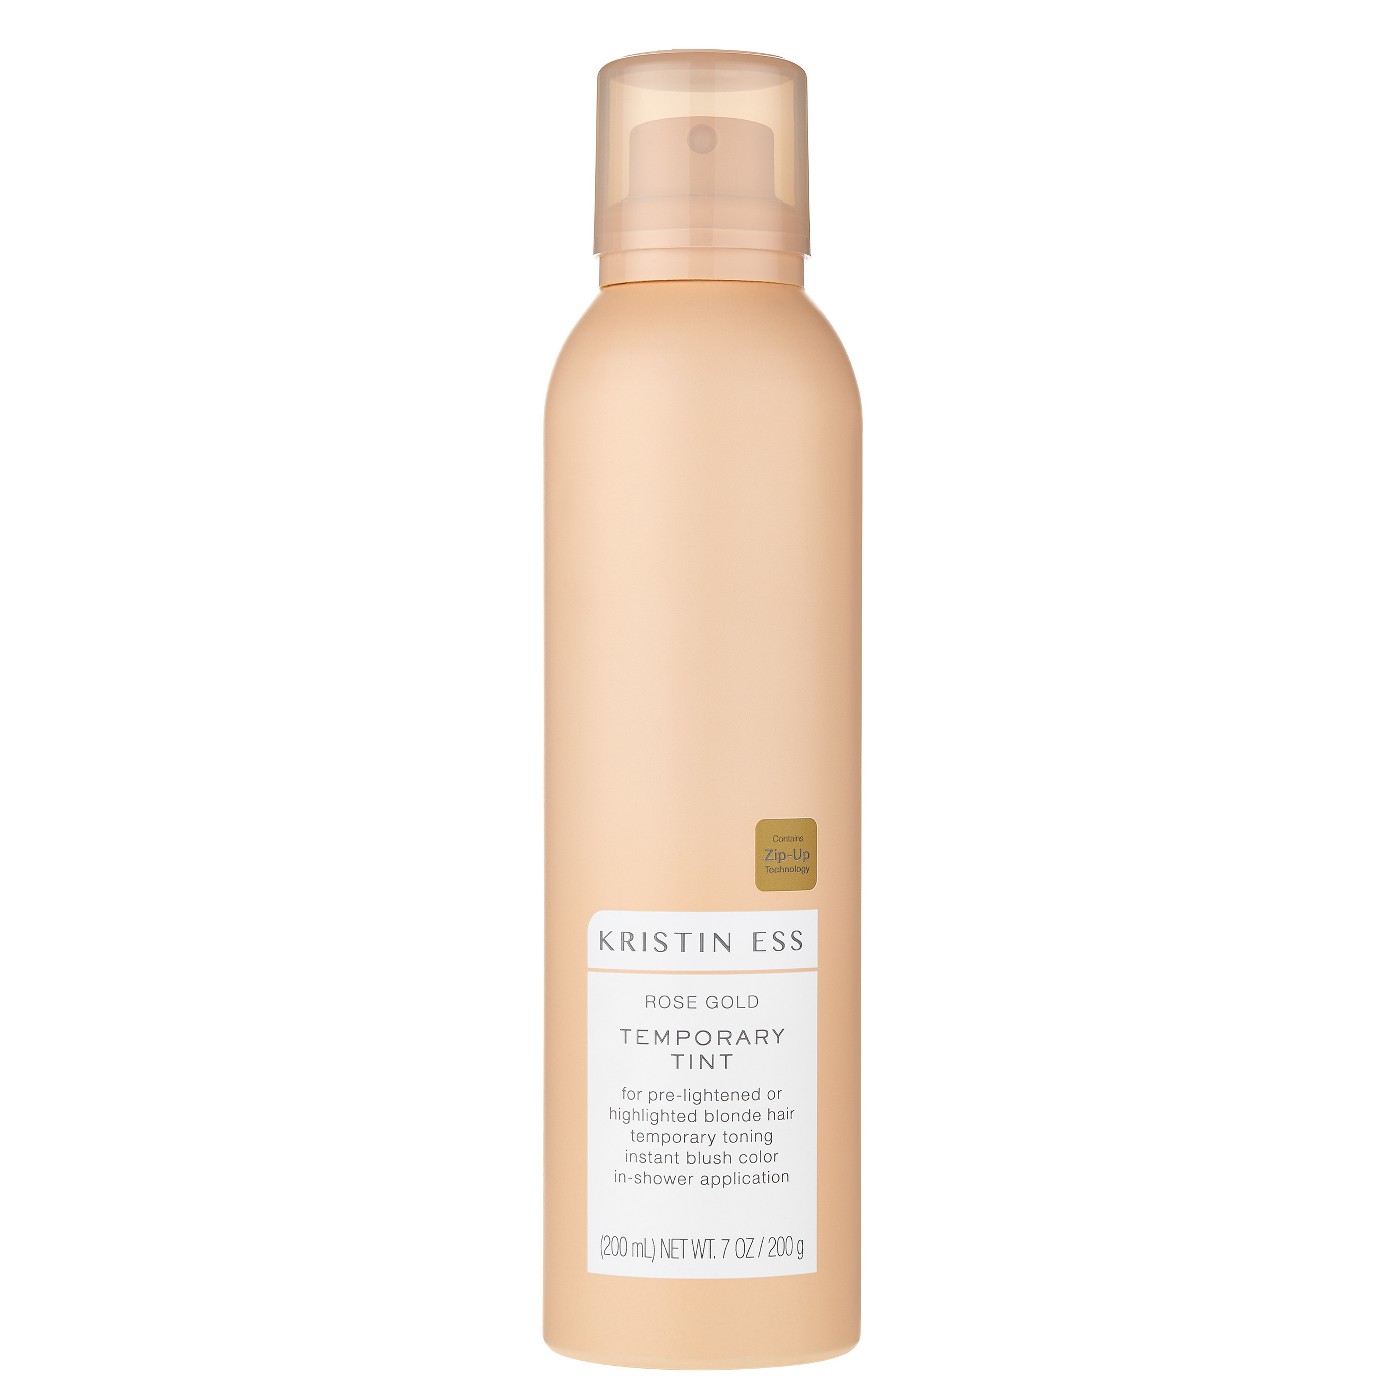 Contains
Zip-Up
Technology
KRISTIN ESS
ROSE GOLD
TEMPORARY
TINT
for pre-lightened or
highlighted blonde hair
temporary toning
instant blush color
in-shower application
(200 mL) NET WT. 7 OZ / 200 g